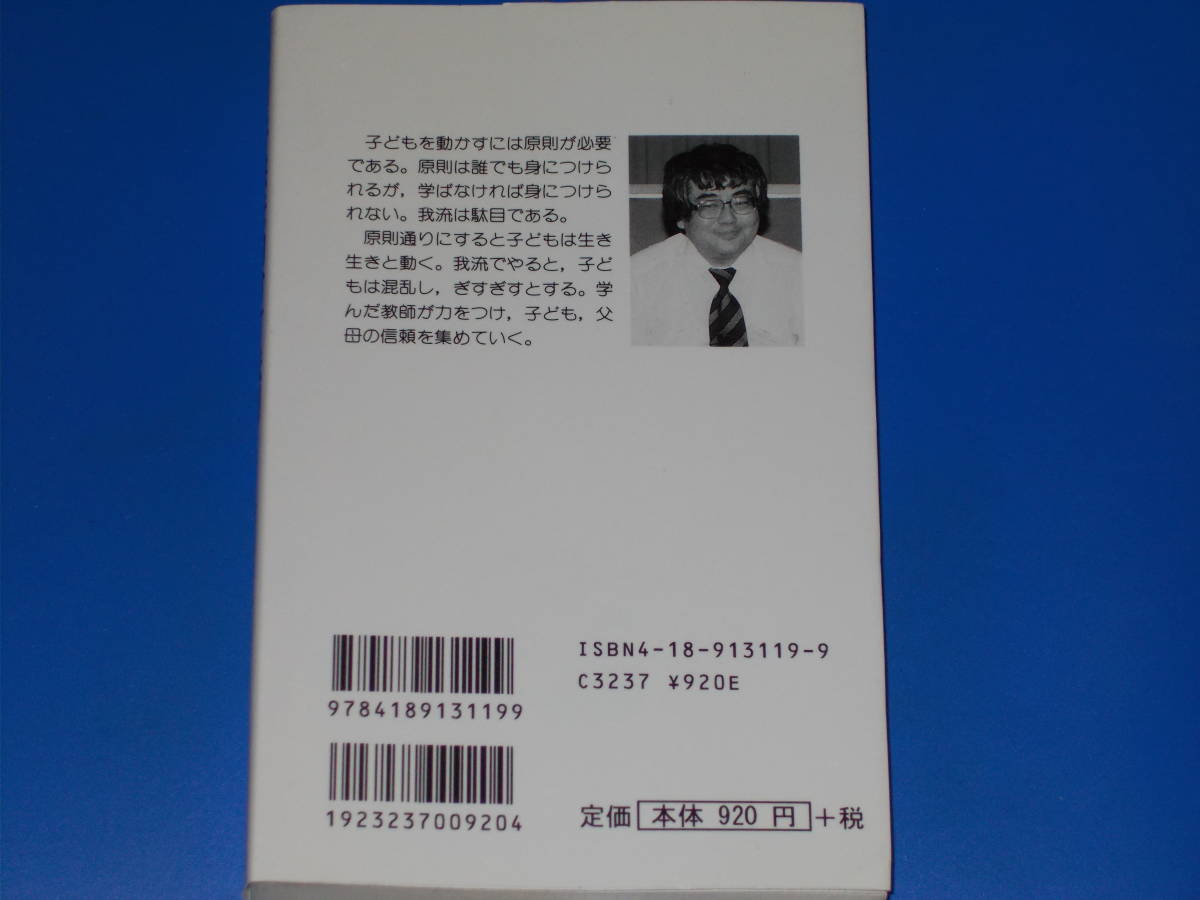 子どもを動かすには原則が必要
である。原則は誰でも身につけら
れるが，学ばなければ身につけら
れない。我流は駄目である。
原則通りにすると子どもは生き
生きと動く。我流でやると，子ど
もは混乱し，ぎすぎすとする。学
んだ教師が力をつけ，子ども，父
母の信頼を集めていく。
ISBN4-18-913119-9
C3237 ¥920E
9784189131199
1923237009204
定価 本体 920 円 +税